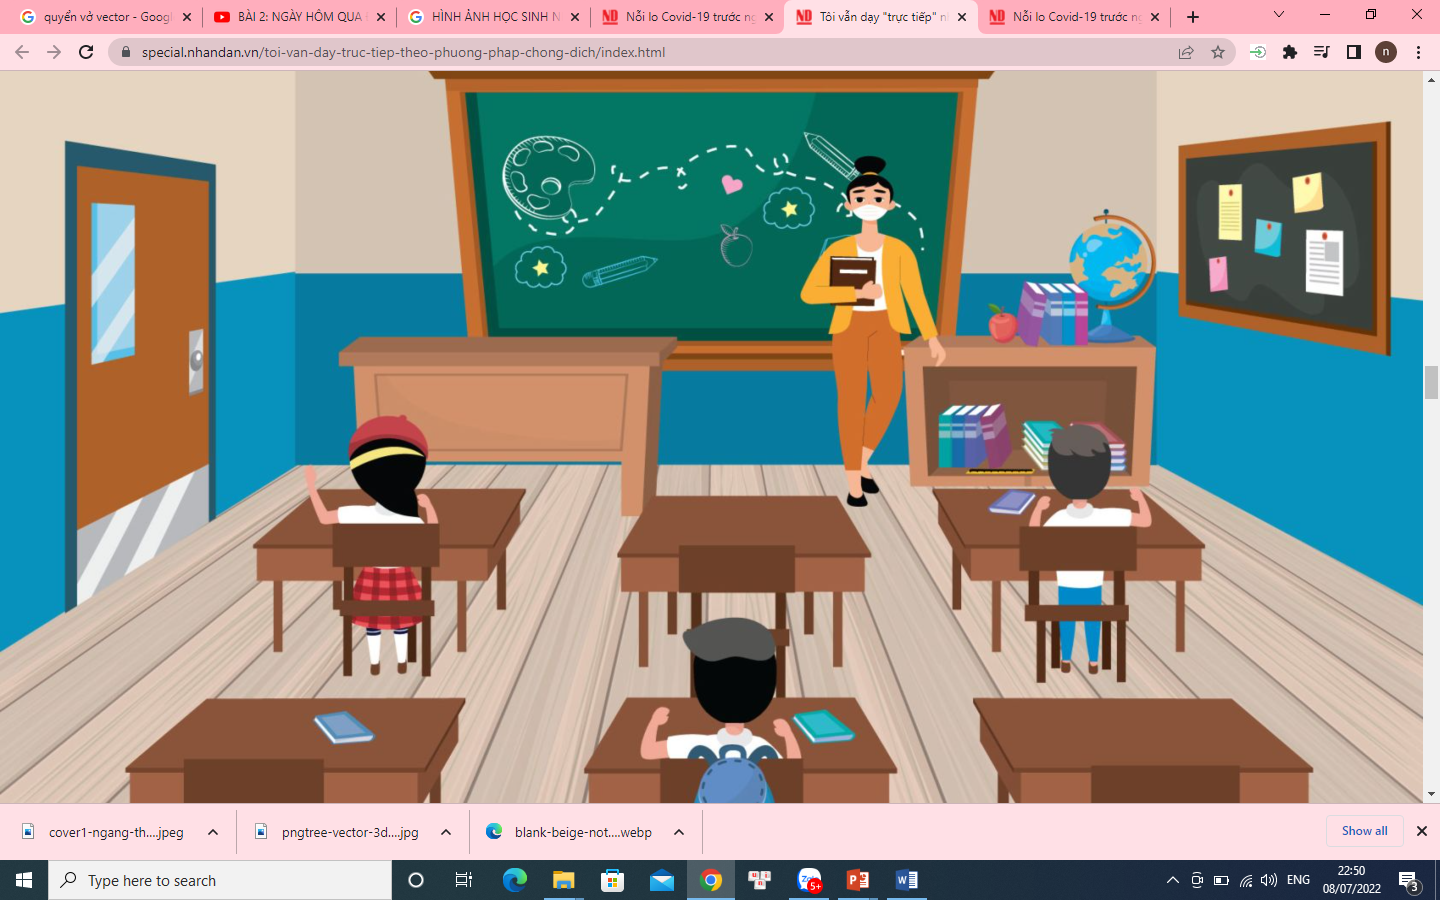 quyển vở vector - Googl
BÀI 2: NGÀY HÔM QUA
HÌNH ẢNH HỌC SINH N
Nỗi lo Covid-19 trước ng
Tôi vẫn dạy "trực tiếp" n
Nỗi lo Covid-19 trước ng
special.nhandan.vn/toi-van-day-truc-tiep-theo-phuong-phap-chong-dich/index.html
n
cover1-ngang-th....jpeg
pngtree-vector-3d....jpg
blank-beige-not....webp
Show all
Type here to search
Zalo
5+
ENG
22:50
08/07/2022
3